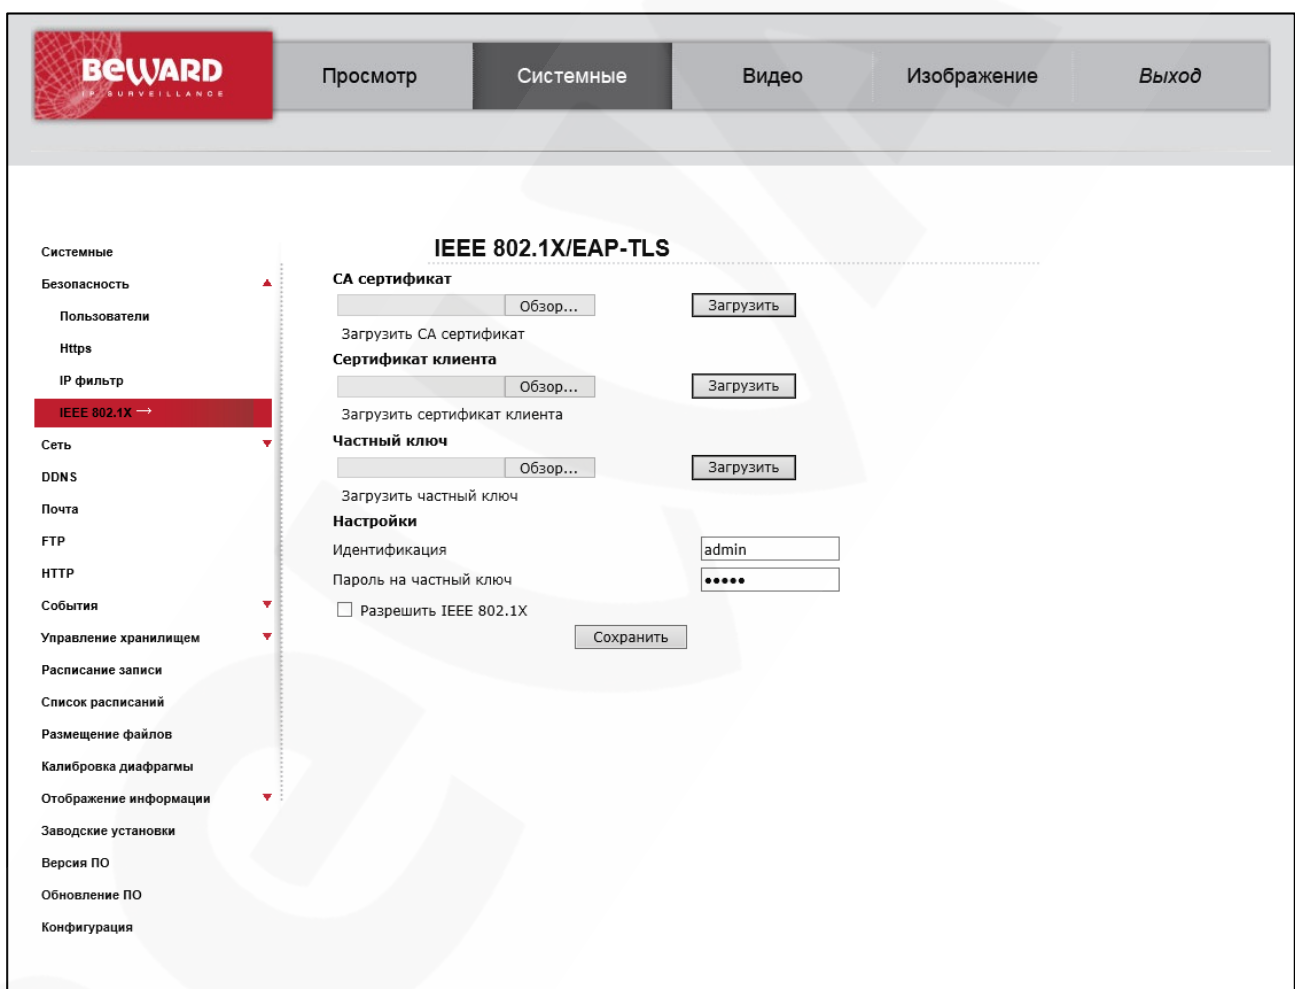 BEWARD
IP SURVEILLANCE
Просмотр
Системные
Видео
Изображение
Выход
Системные
Безопасность
Пользователи
Https
IP фильтр
IEEE 802.1X →
Сеть
DDNS
Почта
FTP
HTTP
События
Управление хранилищем
Расписание записи
Список расписаний
Размещение файлов
Калибровка диафрагмы
Отображение информации
Заводские установки
Версия ПО
Обновление ПО
Конфигурация
IEEE 802.1X/EAP-TLS
CA сертификат
Обзор... Загрузить
Загрузить CA сертификат
Сертификат клиента
Обзор... Загрузить
Загрузить сертификат клиента
Частный ключ
Обзор... Загрузить
Загрузить частный ключ
Настройки
Идентификация admin
Пароль на частный ключ •••••
Разрешить IEEE 802.1X
Сохранить